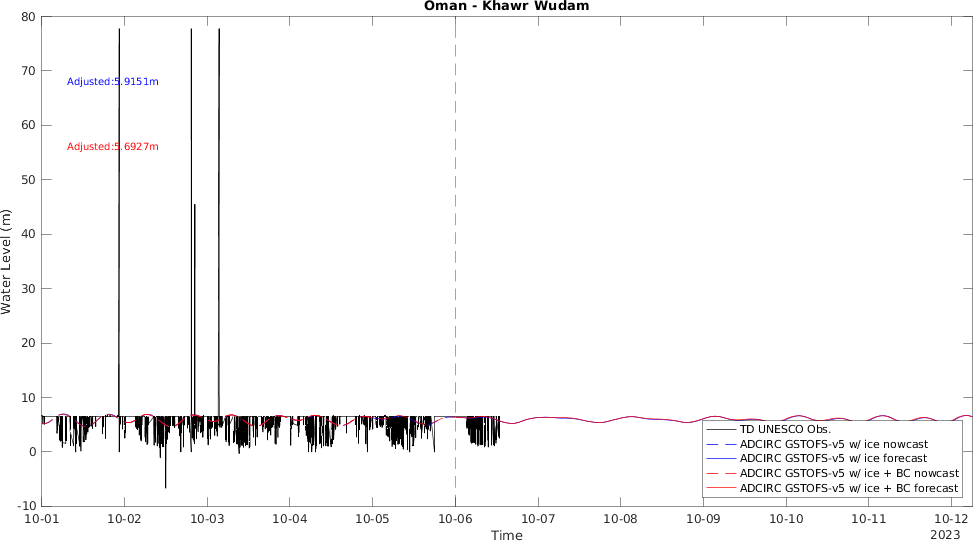 Oman - Khawr Wudam
80
70
60
50
40
30
20
10
0
-10
Water Level (m)
Adjusted:5.9151m
Adjusted:5.6927m
TD UNESCO Obs.
ADCIRC GSTOFS-v5 w/ ice nowcast
ADCIRC GSTOFS-v5 w/ ice forecast
ADCIRC GSTOFS-v5 w/ ice + BC nowcast
ADCIRC GSTOFS-v5 w/ ice + BC forecast
10-01 10-02 10-03 10-04 10-05 10-06 10-07 10-08 10-09 10-10 10-11 10-12
Time
2023